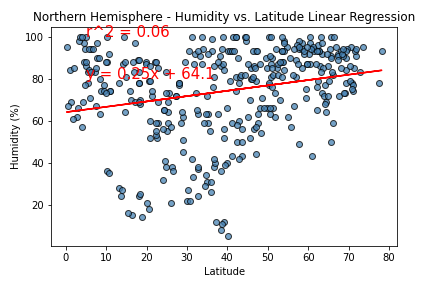 Northern Hemisphere - Humidity vs. Latitude Linear Regression
r^2 = 0.06
y = 0.25x + 64.1
Humidity (%)
100
80
60
40
20
0 10 20 30 40 50 60 70 80
Latitude